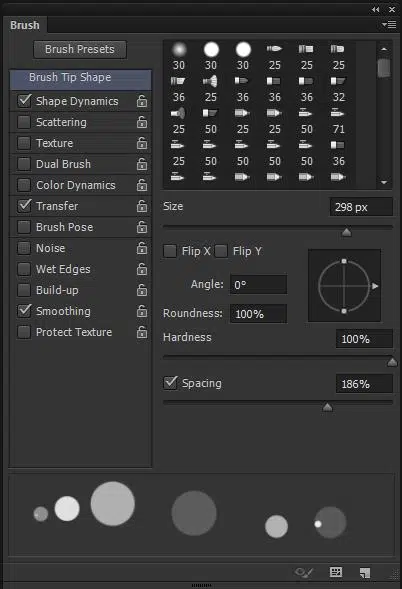 Brush
Brush Presets
Brush Tip Shape
Shape Dynamics
Scattering
Texture
Dual Brush
Color Dynamics
Transfer
Brush Pose
Noise
Wet Edges
Build-up
Smoothing
Protect Texture
30 30 30 25 25 25
36 25 36 36 36 32
25 50 25 25 50 71
25 50 50 50 50 36
Size 298 px
Flip X Flip Y
Angle: 0°
Roundness: 100%
Hardness 100%
Spacing 186%